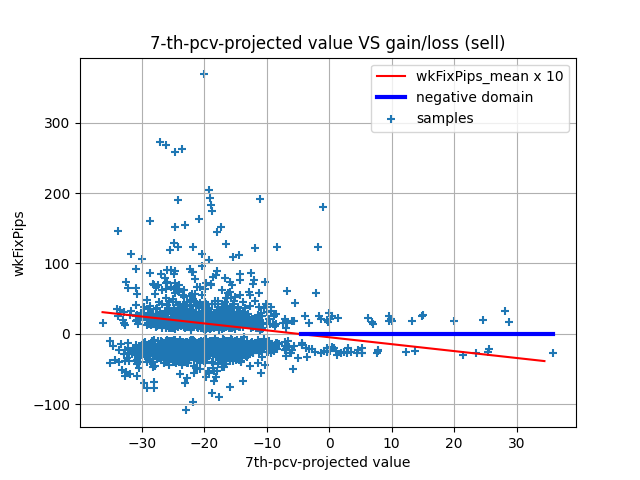 7-th-pcv-projected value VS gain/loss (sell)
wkFixPips_mean x 10
negative domain
samples
wkFixPips
300
200
100
0
−100
−30
−20
−10
0
10
20
30
7th-pcv-projected value